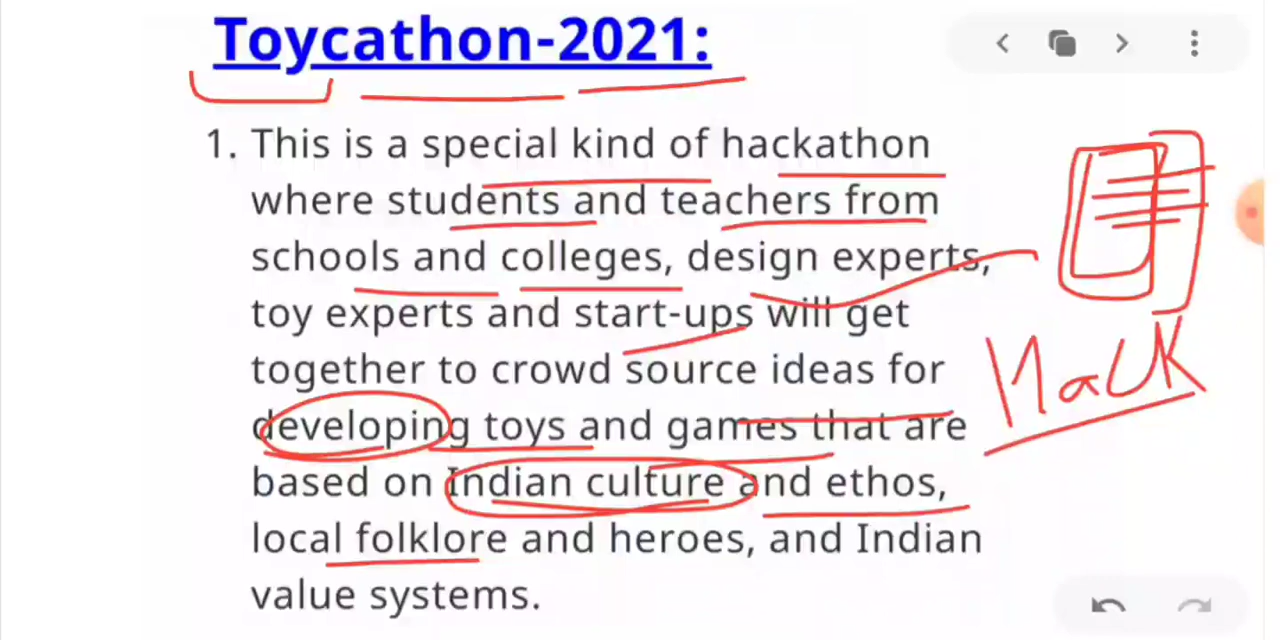 Toycathon-2021:
1. This is a special kind of hackathon
where students and teachers from
schools and colleges, design experts,
toy experts and start-ups will get
together to crowd source ideas for
developing toys and games that are
based on Indian culture and ethos,
local folklore and heroes, and Indian
value systems.
Hack